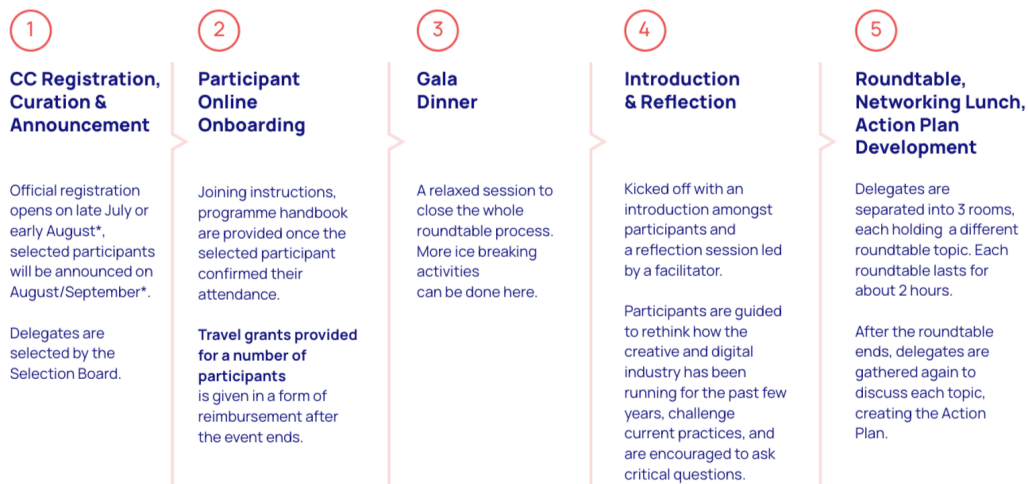 1
CC Registration,
Curation &
Announcement
Official registration
opens on late July or
early August*,
selected participants
will be announced on
August/September*.
Delegates are
selected by the
Selection Board.
2
Participant
Online
Onboarding
Joining instructions,
programme handbook
are provided once the
selected participant
confirmed their
attendance.
Travel grants provided
for a number of
participants
is given in a form of
reimbursement after
the event ends.
3
Gala
Dinner
A relaxed session to
close the whole
roundtable process.
More ice breaking
activities
can be done here.
4
Introduction
& Reflection
Kicked off with an
introduction amongst
participants and
a reflection session led
by a facilitator.
Participants are guided
to rethink how the
creative and digital
industry has been
running for the past few
years, challenge
current practices, and
are encouraged to ask
critical questions.
5
Roundtable,
Networking Lunch,
Action Plan
Development
Delegates are
separated into 3 rooms,
each holding a different
roundtable topic. Each
roundtable lasts for
about 2 hours.
After the roundtable
ends, delegates are
gathered again to
discuss each topic,
creating the Action
Plan.